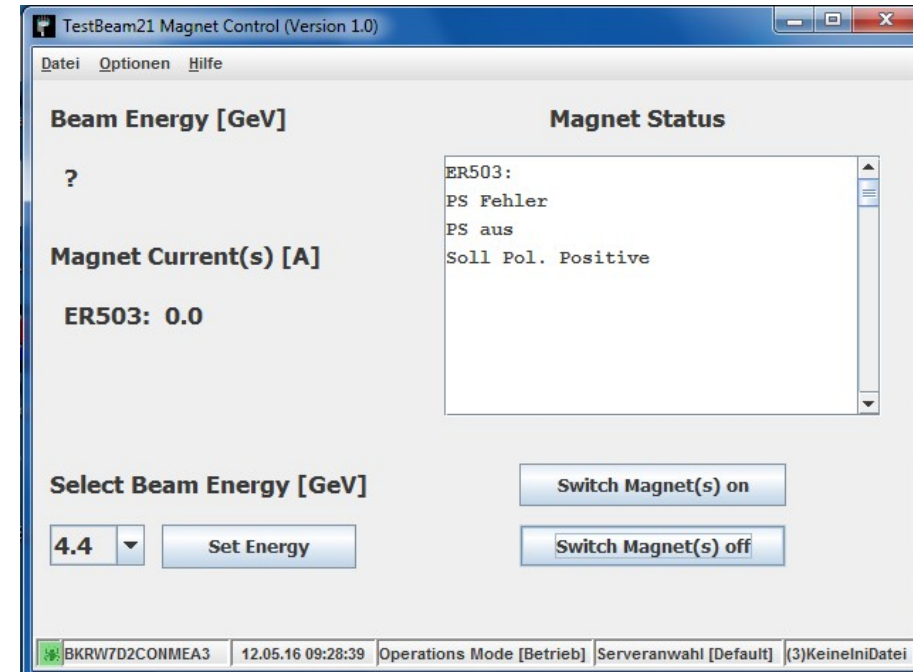 TestBeam21 Magnet Control (Version 1.0)
Datei Optionen Hilfe
Beam Energy [GeV]
?
Magnet Current(s) [A]
ER503: 0.0
Magnet Status
ER503:
PS Fehler
PS aus
Soll Pol. Positive
Select Beam Energy [GeV]
4.4 Set Energy
Switch Magnet(s) on
Switch Magnet(s) off
BKRW7D2CONMEA3 12.05.16 09:28:39 Operations Mode [Betrieb] Serveranwahl [Default] (3)KeineIniDatei